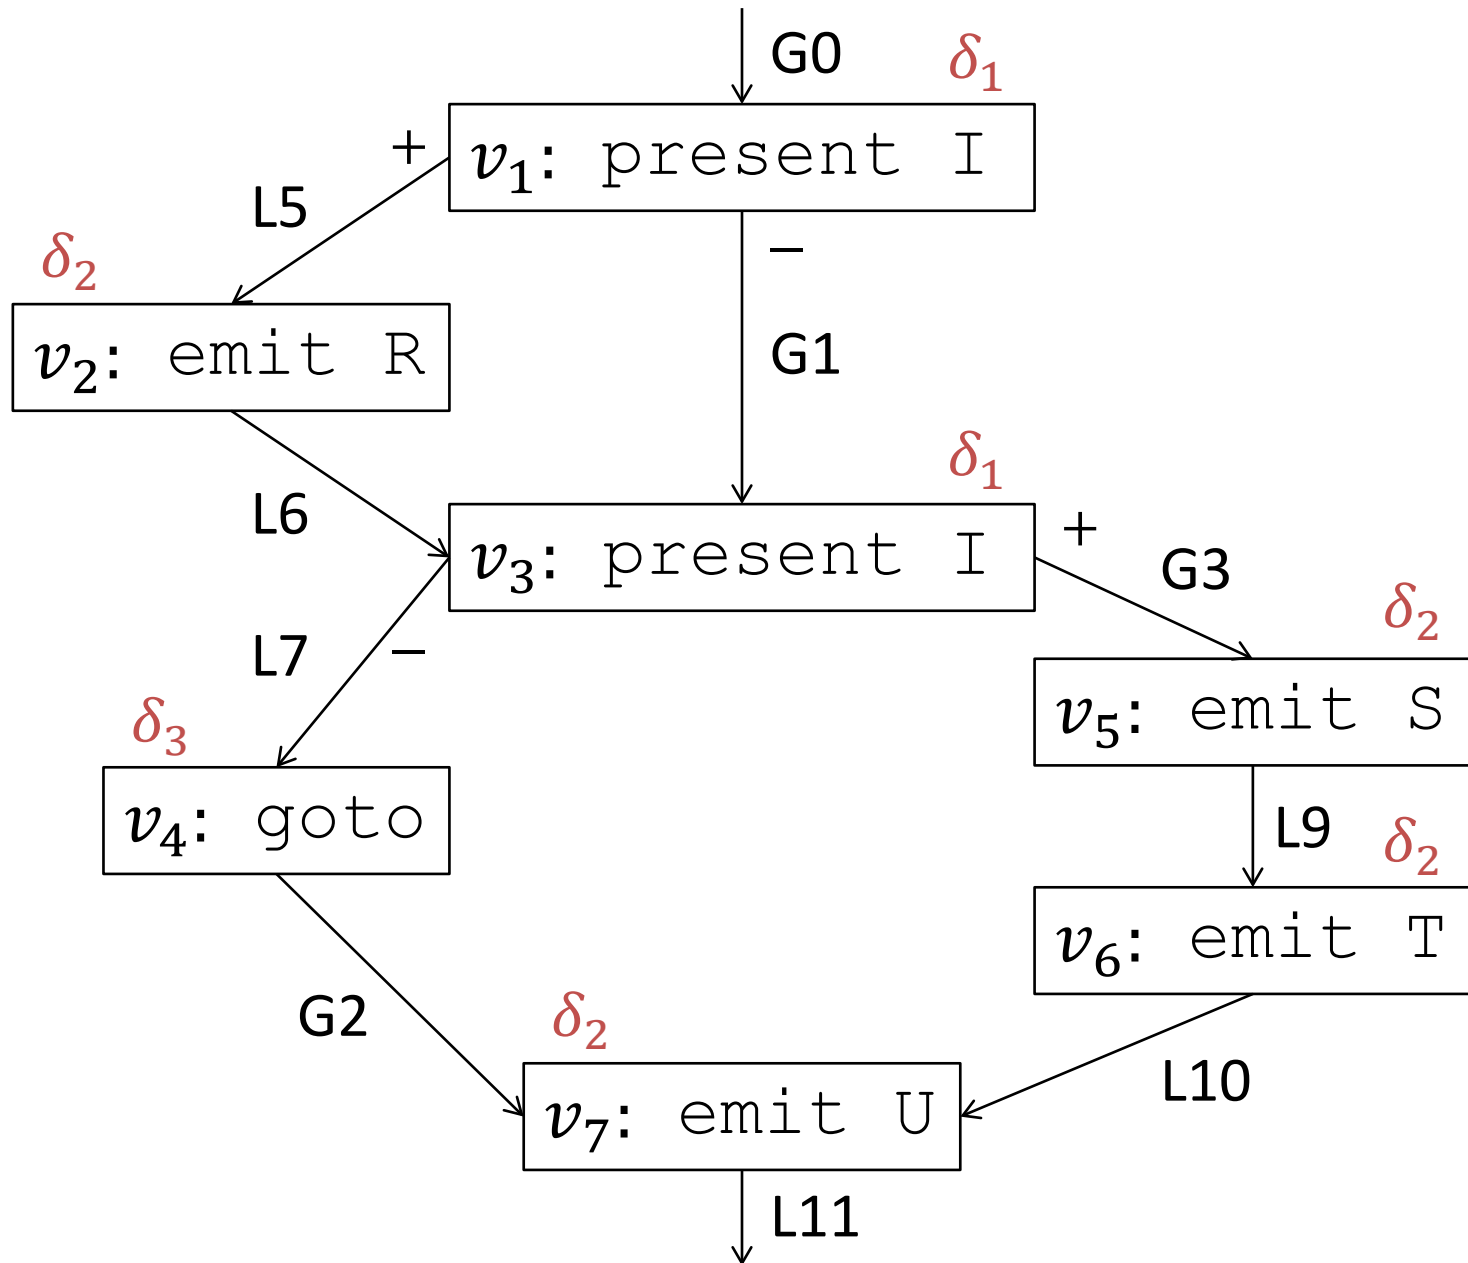 G0
δ₁
v₁: present I
+
L5
−
δ₂
v₂: emit R
G1
L6
δ₁
v₃: present I
+
G3
L7
−
δ₂
v₅: emit S
δ₃
v₄: goto
L9
δ₂
v₆: emit T
G2
δ₂
v₇: emit U
L10
L11